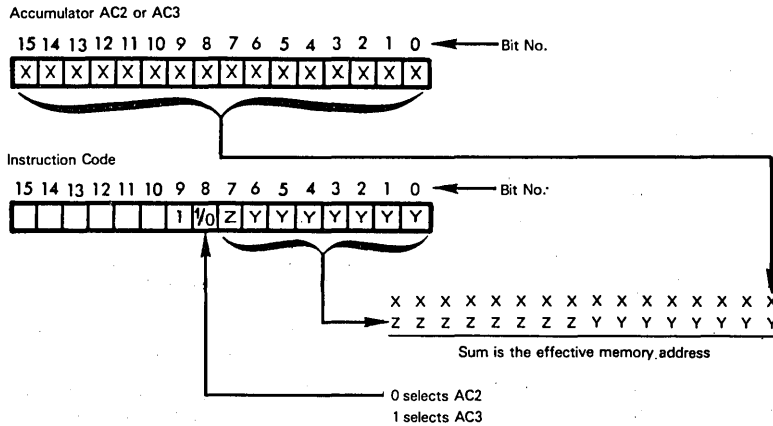 Accumulator AC2 or AC3
15 14 13 12 11 10 9 8 7 6 5 4 3 2 1 0 Bit No.
X X X X X X X X X X X X X X X X
Instruction Code
15 14 13 12 11 10 9 8 7 6 5 4 3 2 1 0 Bit No.
1 1/0 Z Y Y Y Y Y Y Y
X X X X X X X X X X X X X X X X
Z Z Z Z Z Z Z Z Y Y Y Y Y Y Y Y
Sum is the effective memory address
0 selects AC2
1 selects AC3